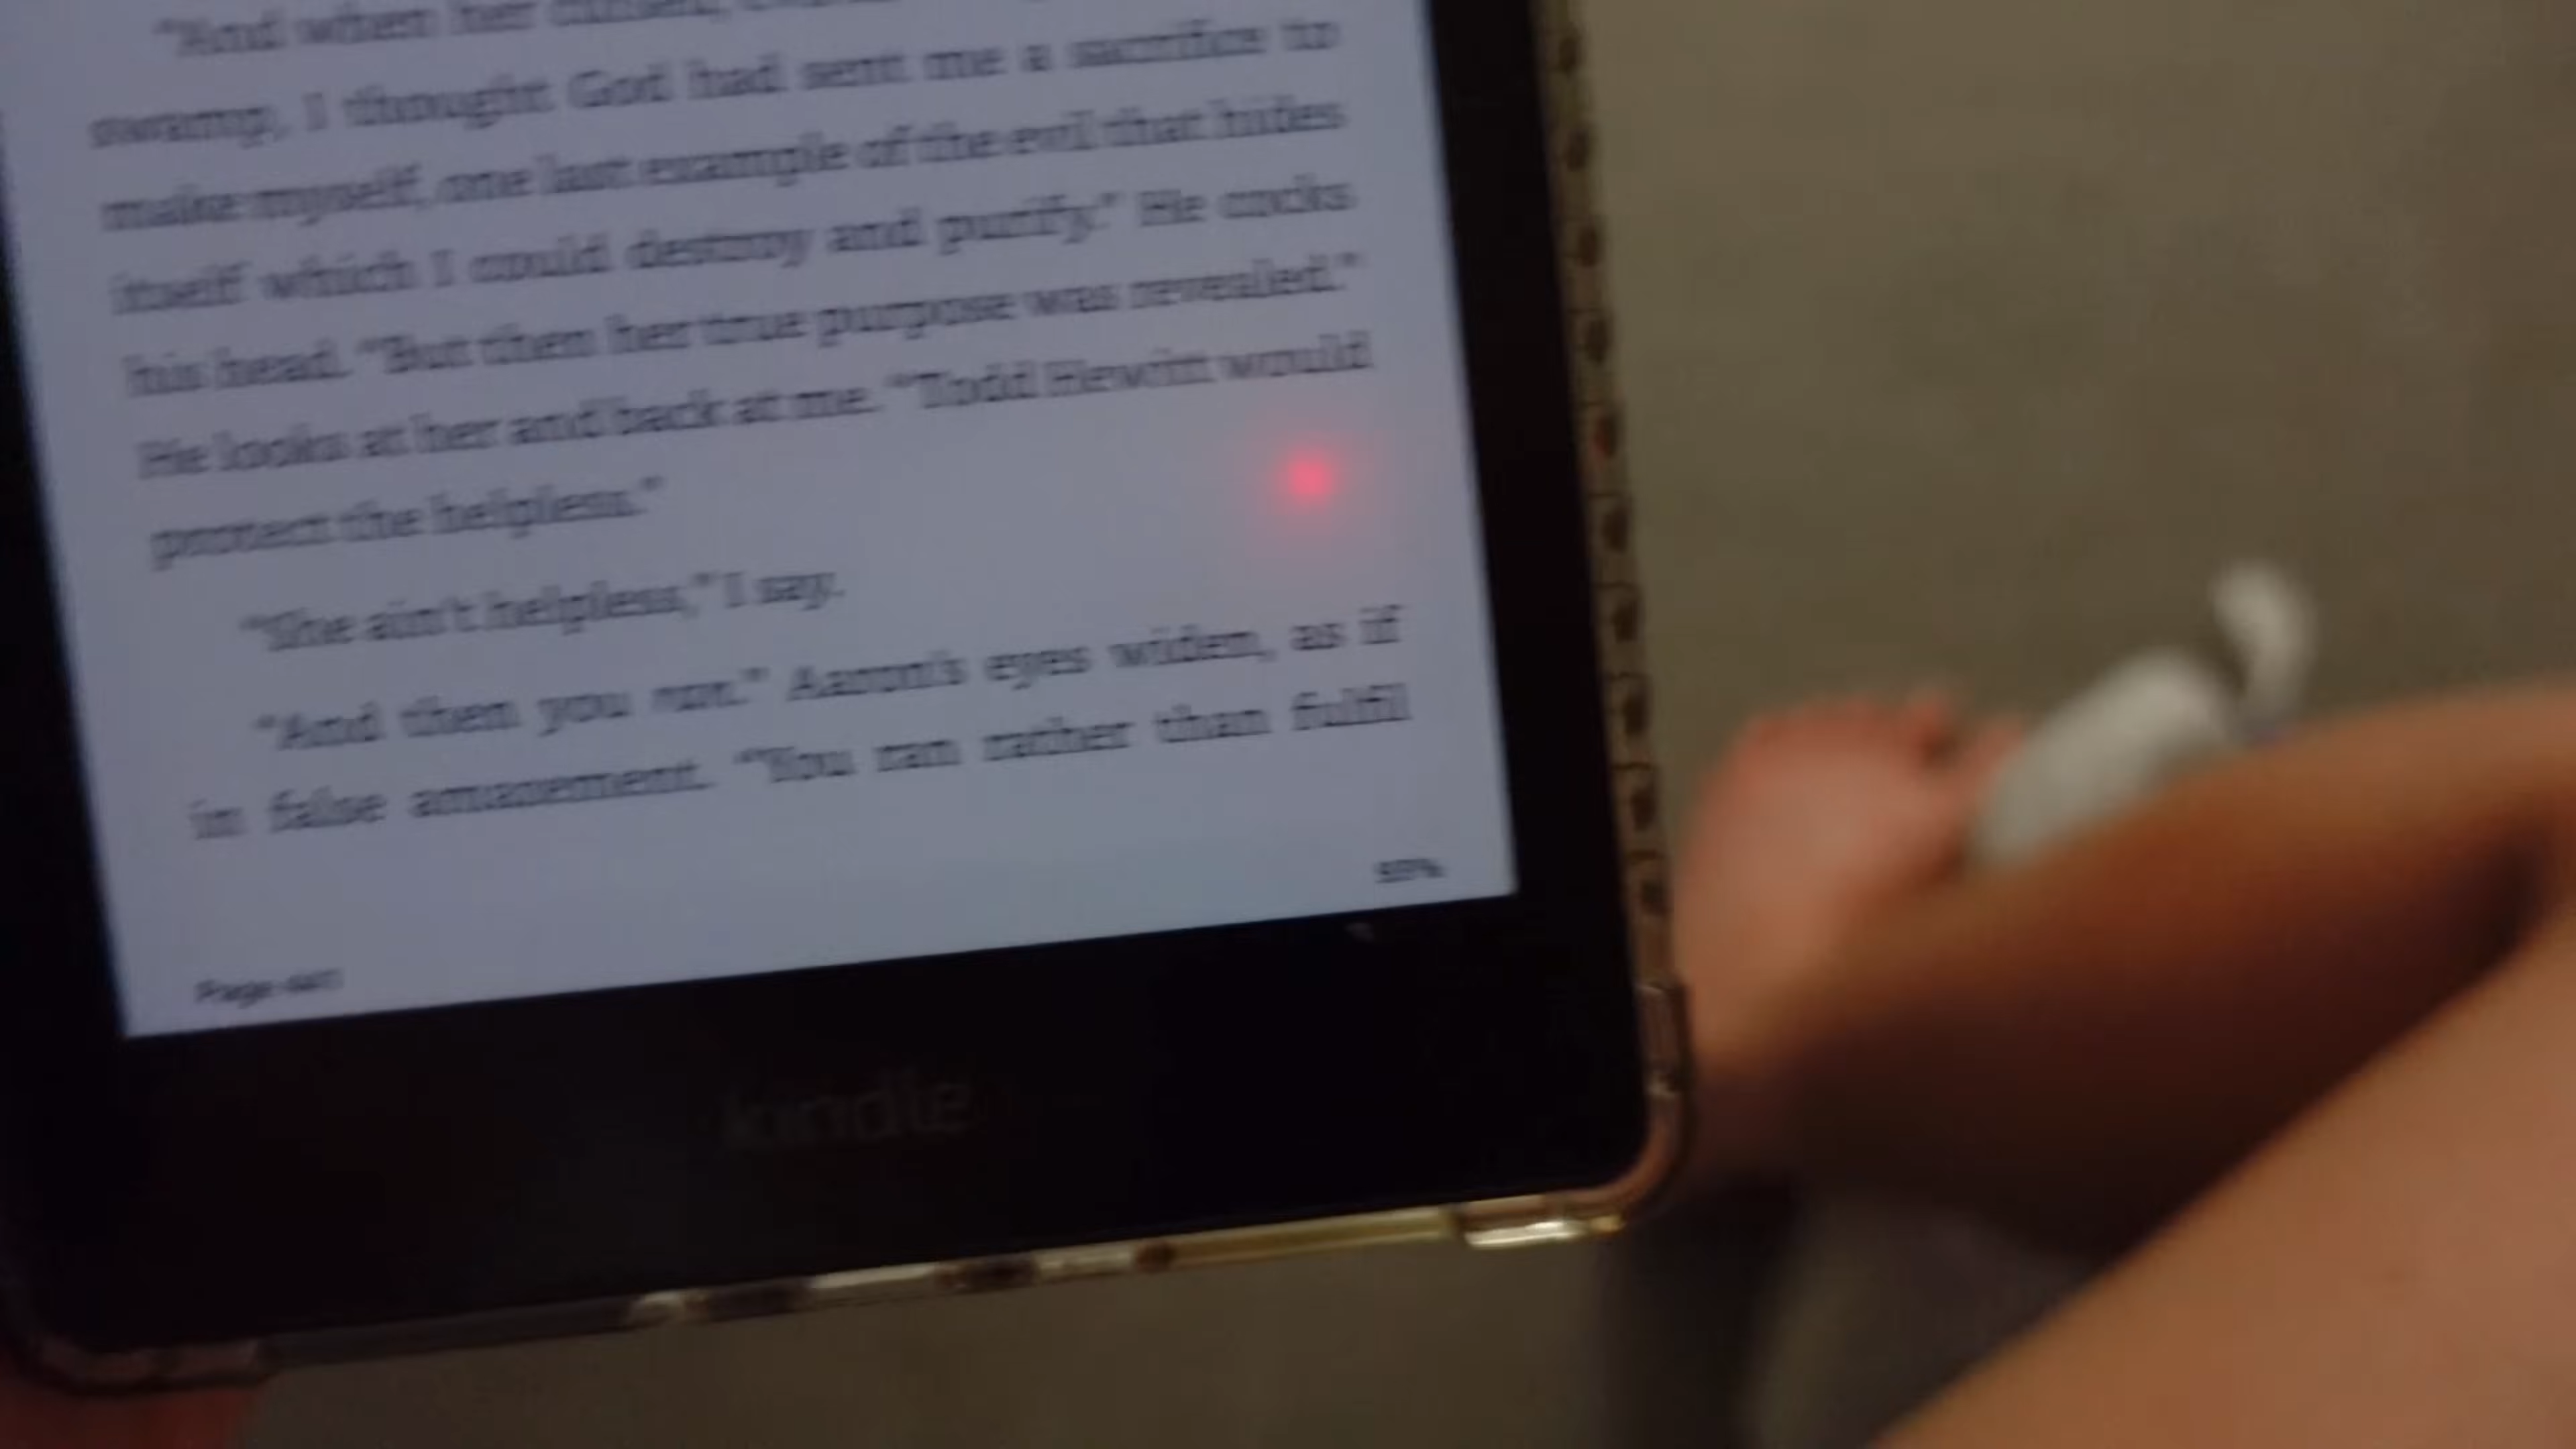 "And when her
swamp, I thought God had sent me a sacrifice to
make myself, one last example of the evil that hides
itself which I could destroy and purify." He cocks
his head. "But then her true purpose was revealed."
He looks at her and back at me. "Todd Hewitt would
protect the helpless."
"She ain't helpless," I say.
"And then you ran." Aaron's eyes widen, as if
in false amazement. "You ran rather than fulfil
Page
kindle